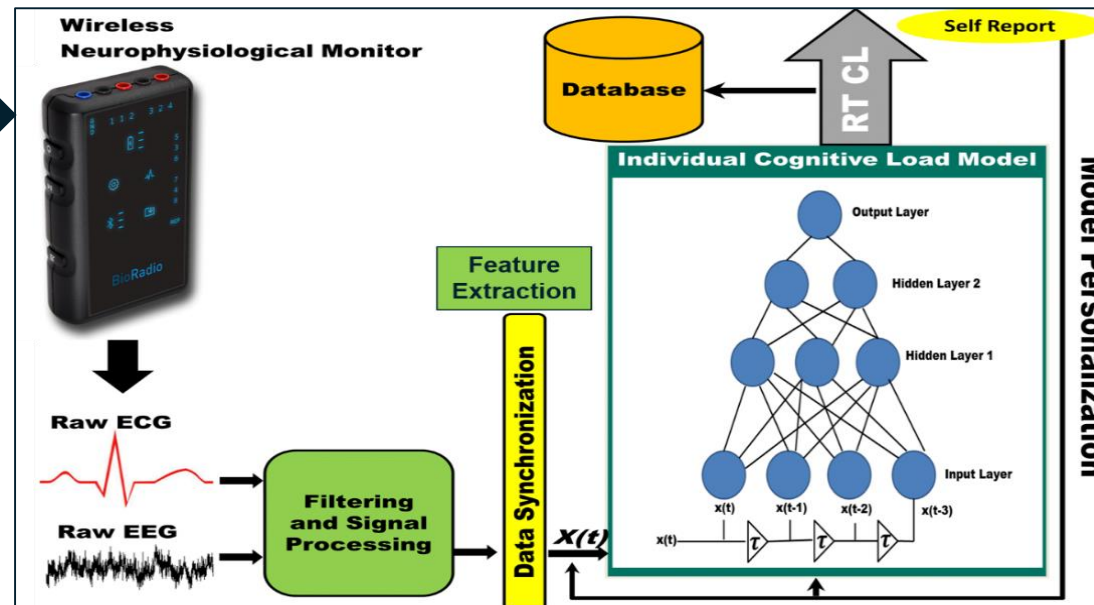 Wireless
Neurophysiological Monitor
BioRadio
Raw ECG
Raw EEG
Filtering
and Signal
Processing
Feature
Extraction
Data Synchronization
X(t)
Database
RT CL
Self Report
Individual Cognitive Load Model
Output Layer
Hidden Layer 2
Hidden Layer 1
Input Layer
x(t)
x(t-1)
x(t-2)
x(t-3)
x(t)
τ
τ
τ
Model Personalization